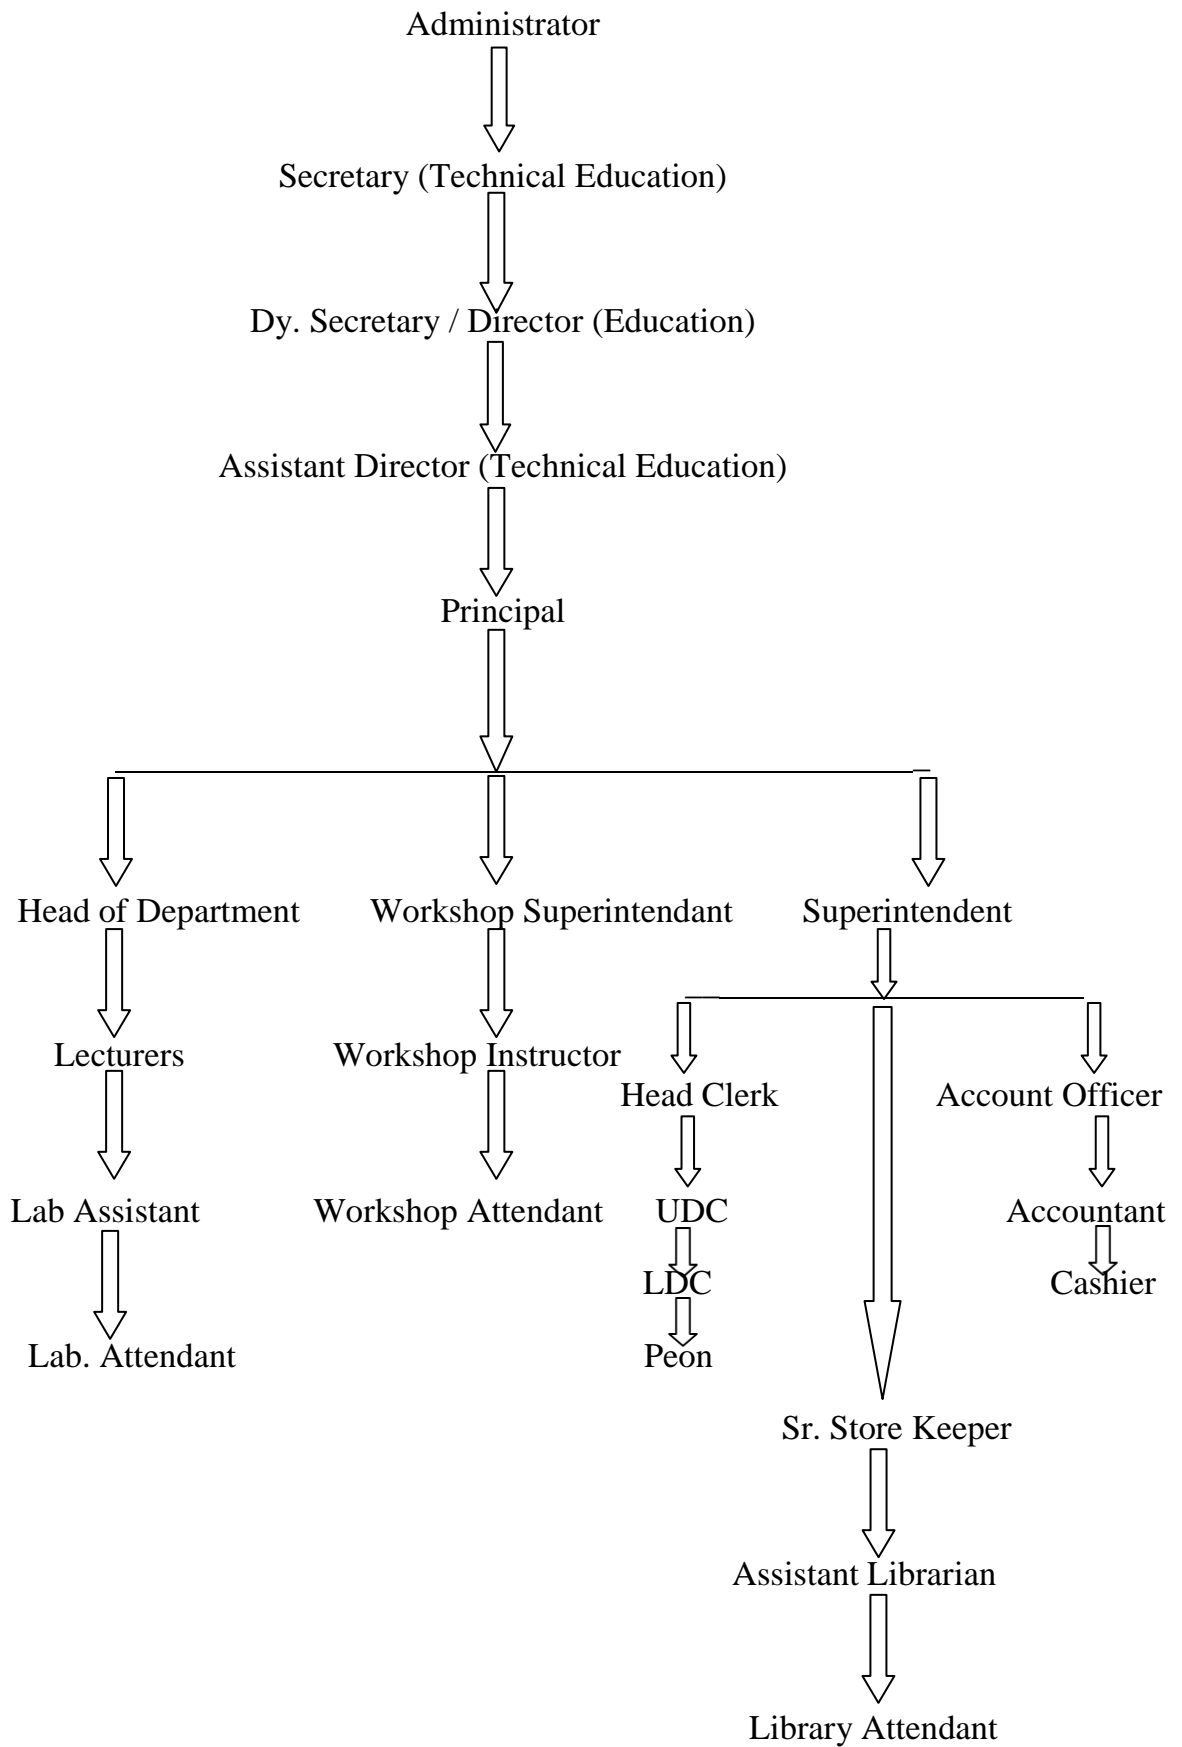 Administrator
Secretary (Technical Education)
Dy. Secretary / Director (Education)
Assistant Director (Technical Education)
Principal
Head of Department Workshop Superintendant Superintendent
Lecturers Workshop Instructor
Head Clerk Account Officer
Lab Assistant Workshop Attendant UDC Accountant
LDC Cashier
Lab. Attendant Peon
Sr. Store Keeper
Assistant Librarian
Library Attendant